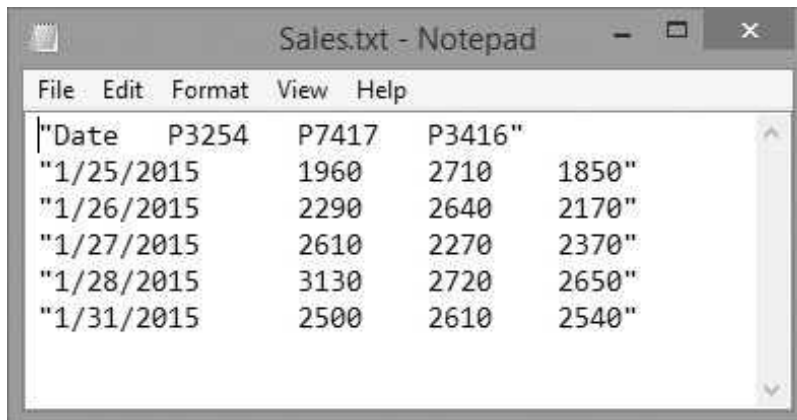 Sales.txt - Notepad
File Edit Format View Help
"Date P3254 P7417 P3416"
"1/25/2015 1960 2710 1850"
"1/26/2015 2290 2640 2170"
"1/27/2015 2610 2270 2370"
"1/28/2015 3130 2720 2650"
"1/31/2015 2500 2610 2540"